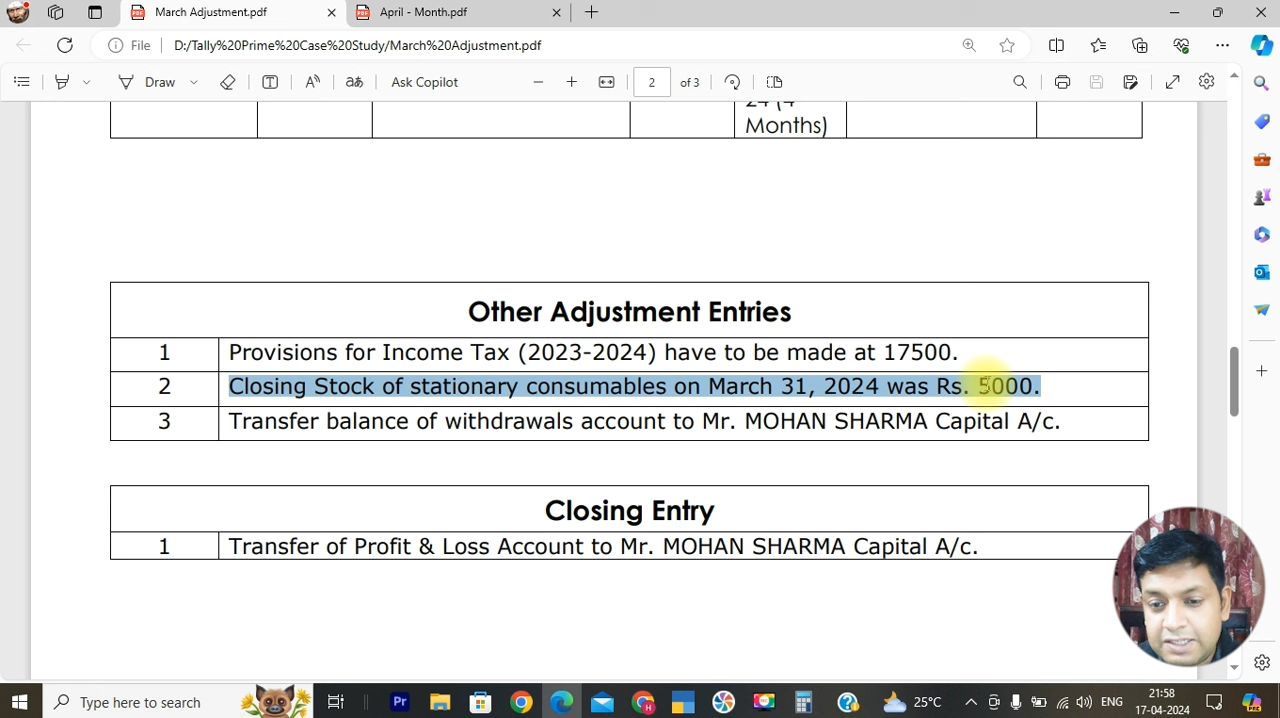 March Adjustment.pdf
April - Month.pdf
File
D:/Tally%20Prime%20Case%20Study/March%20Adjustment.pdf
Draw
Ask Copilot
2 of 3
24 (4
Months)
Other Adjustment Entries
1 Provisions for Income Tax (2023-2024) have to be made at 17500.
2 Closing Stock of stationary consumables on March 31, 2024 was Rs. 5000.
3 Transfer balance of withdrawals account to Mr. MOHAN SHARMA Capital A/c.
Closing Entry
1 Transfer of Profit & Loss Account to Mr. MOHAN SHARMA Capital A/c.
Type here to search
25°C
ENG
21:58
17-04-2024